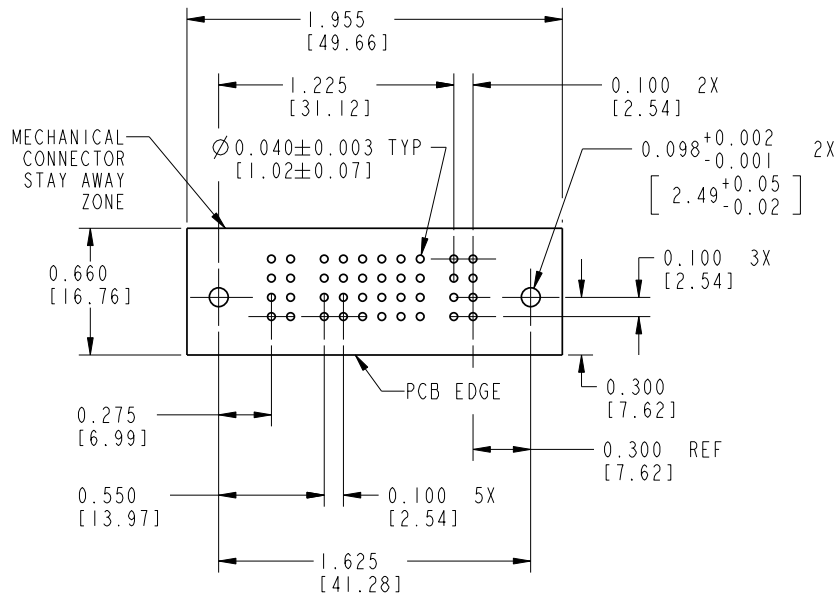 1.955
[49.66]
1.225
[31.12]
0.100 2X
[2.54]
MECHANICAL
CONNECTOR
STAY AWAY
ZONE
Ø 0.040±0.003 TYP
[1.02±0.07]
0.098 +0.002 2X
-0.001
[ 2.49 +0.05 ]
-0.02
0.660
[16.76]
0.100 3X
[2.54]
PCB EDGE
0.300
[7.62]
0.275
[6.99]
0.300 REF
[7.62]
0.550
[13.97]
0.100 5X
[2.54]
1.625
[41.28]